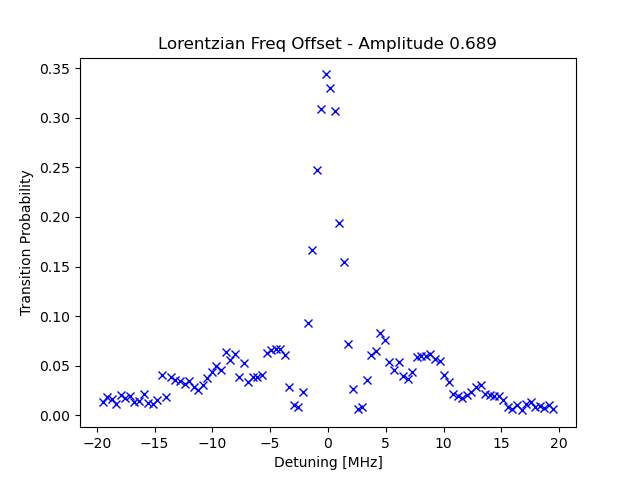 Lorentzian Freq Offset - Amplitude 0.689
Transition Probability
0.35
0.30
0.25
0.20
0.15
0.10
0.05
0.00
−20 −15 −10 −5 0 5 10 15 20
Detuning [MHz]